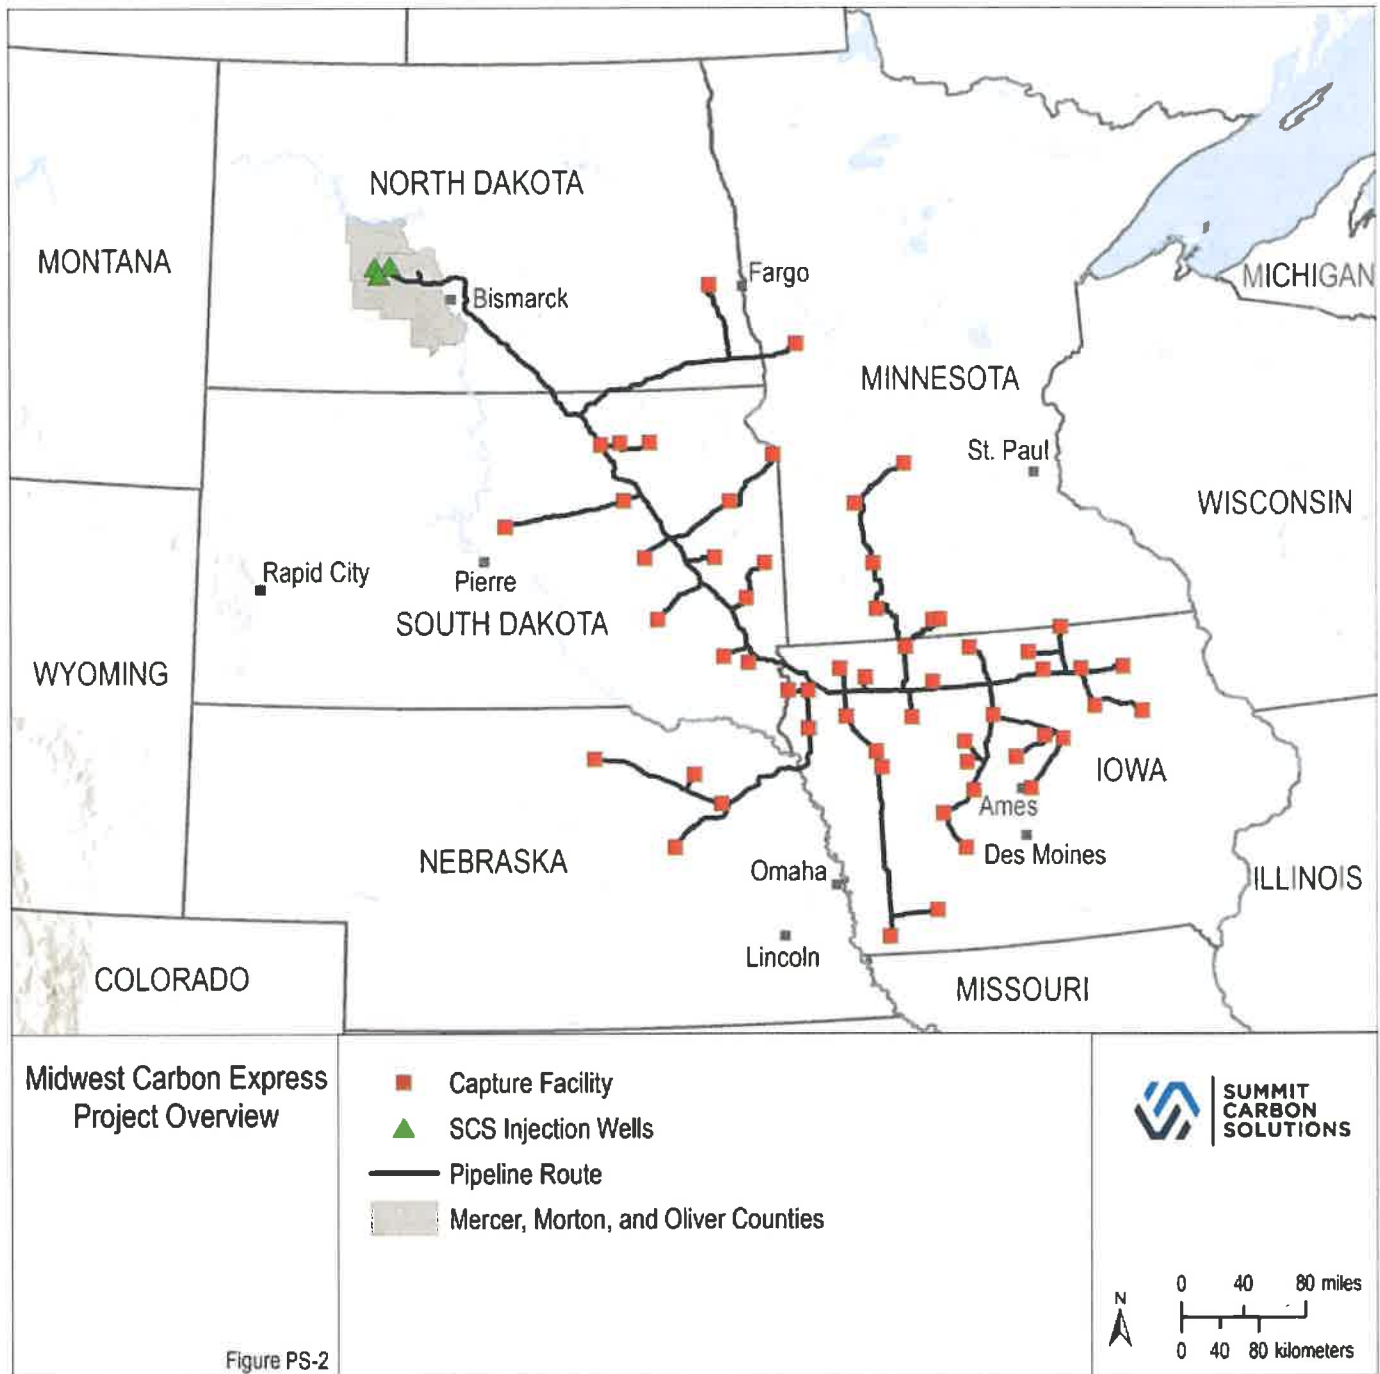 NORTH DAKOTA
MONTANA
Fargo
MICHIGAN
Bismarck
MINNESOTA
St. Paul
WISCONSIN
Rapid City
Pierre
SOUTH DAKOTA
WYOMING
IOWA
Ames
NEBRASKA
Des Moines
Omaha
ILLINOIS
Lincoln
COLORADO
MISSOURI
Midwest Carbon Express
Project Overview
Figure PS-2
Capture Facility
SCS Injection Wells
Pipeline Route
Mercer, Morton, and Oliver Counties
SUMMIT
CARBON
SOLUTIONS
N
0 40 80 miles
0 40 80 kilometers